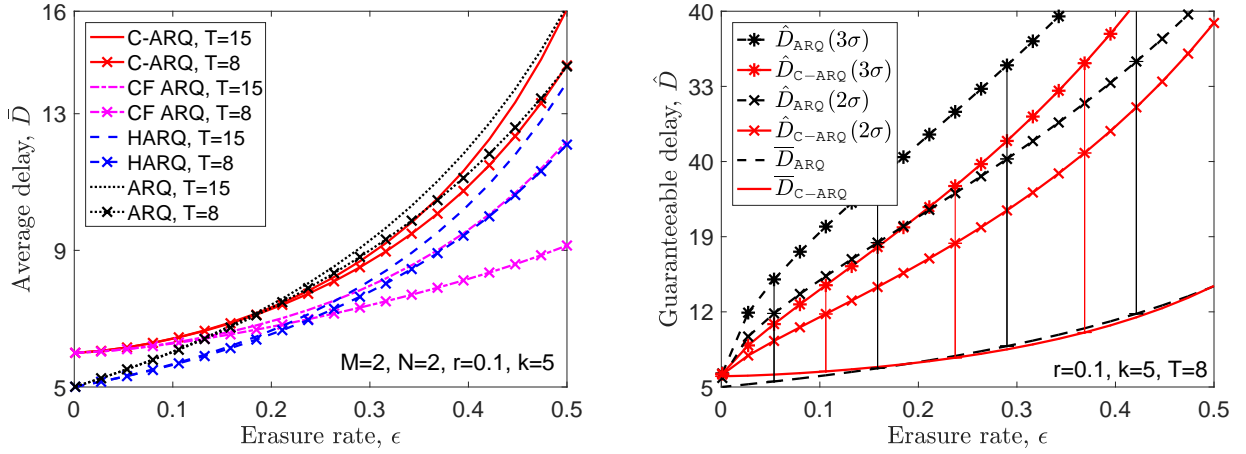 16
13
9
5
0
0.1
0.2
0.3
0.4
0.5
Average delay, D̅
Erasure rate, ϵ
C-ARQ, T=15
C-ARQ, T=8
CF ARQ, T=15
CF ARQ, T=8
HARQ, T=15
HARQ, T=8
ARQ, T=15
ARQ, T=8
M=2, N=2, r=0.1, k=5
40
33
40
19
12
5
0
0.1
0.2
0.3
0.4
0.5
Guaranteeable delay, D̂
Erasure rate, ϵ
D̂ARQ (3σ)
D̂C−ARQ (3σ)
D̂ARQ (2σ)
D̂C−ARQ (2σ)
D̅ARQ
D̅C−ARQ
r=0.1, k=5, T=8